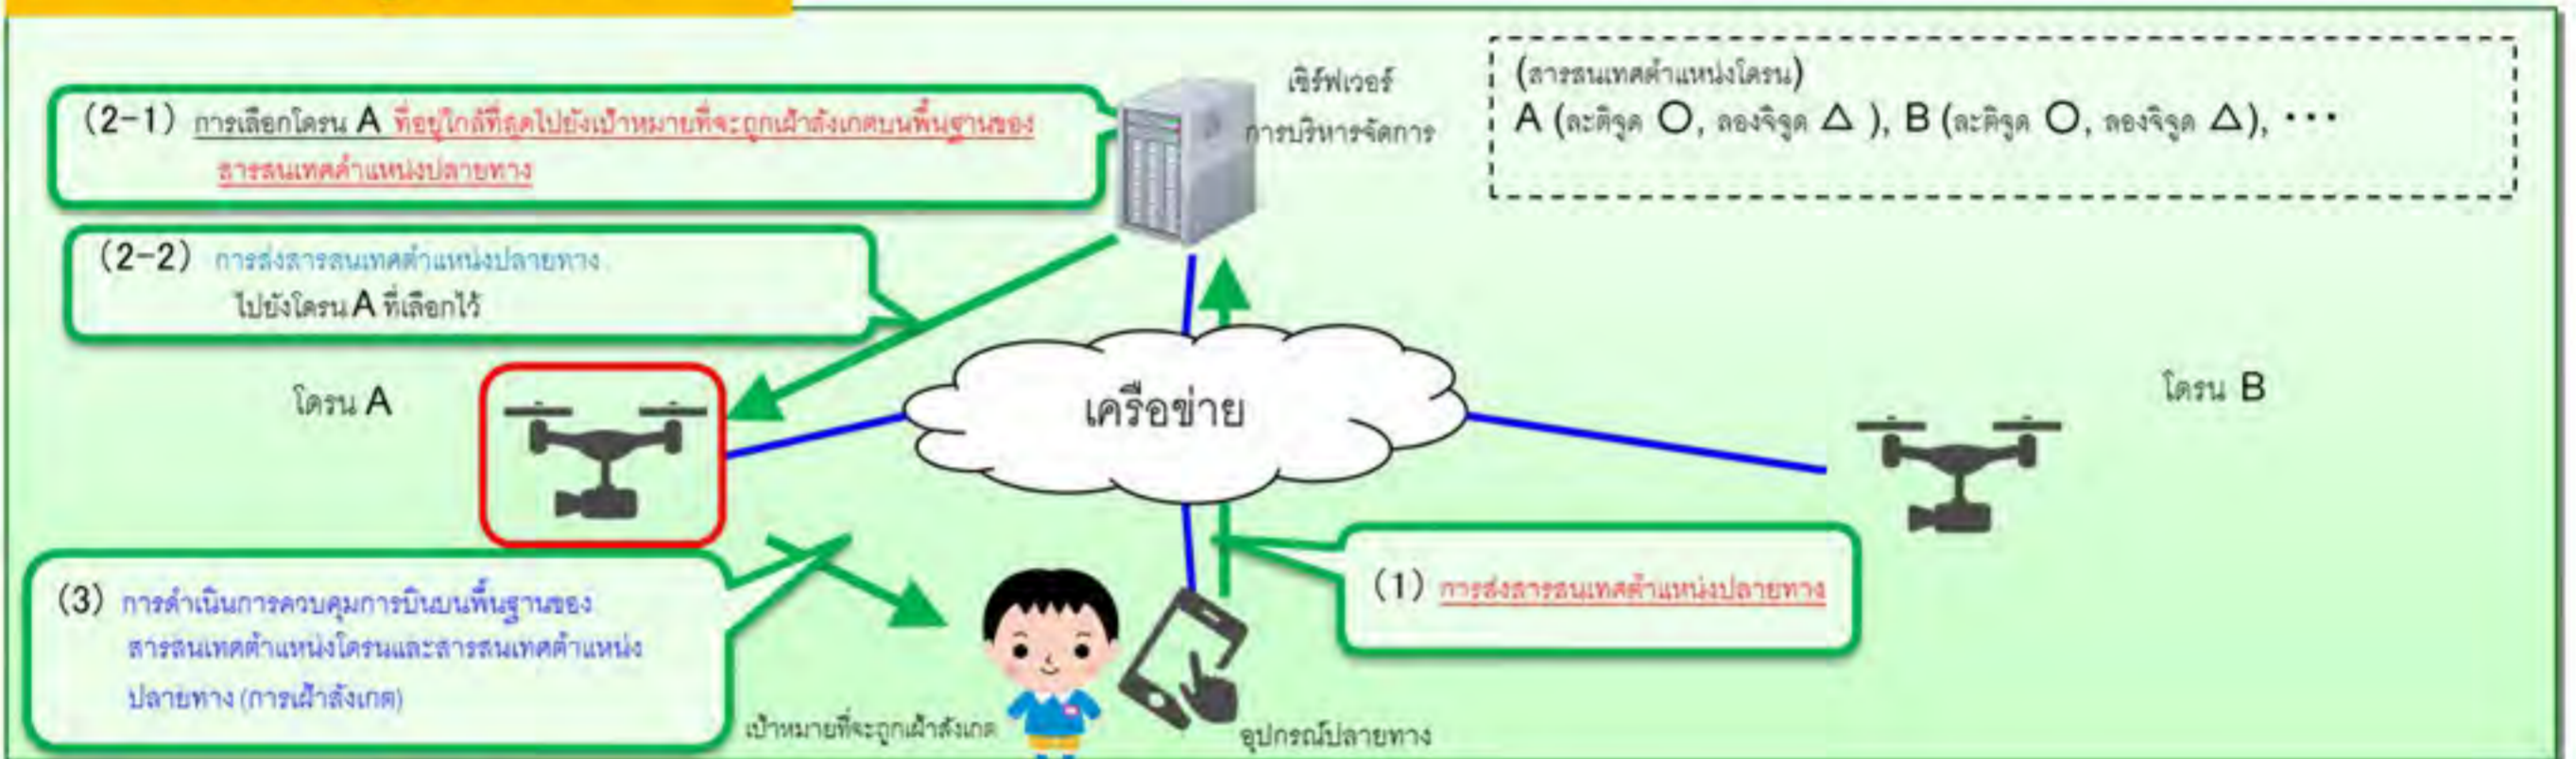 (2-1) การเลือกโดรน A ที่อยู่ใกล้ที่สุดไปยังเป้าหมายที่จะถูกเฝ้าสังเกตบนพื้นฐานของ
สารสนเทศตำแหน่งปลายทาง
เซิร์ฟเวอร์
การบริหารจัดการ
(สารสนเทศตำแหน่งโดรน)
A (ละติจูด ○, ลองจิจูด △ ), B (ละติจูด ○, ลองจิจูด △), •••
(2-2) การส่งสารสนเทศตำแหน่งปลายทาง
ไปยังโดรน A ที่เลือกไว้
โดรน A
เครือข่าย
โดรน B
(1) การส่งสารสนเทศตำแหน่งปลายทาง
(3) การดำเนินการควบคุมการบินบนพื้นฐานของ
สารสนเทศตำแหน่งโดรนและสารสนเทศตำแหน่ง
ปลายทาง (การเฝ้าสังเกต)
เป้าหมายที่จะถูกเฝ้าสังเกต
อุปกรณ์ปลายทาง